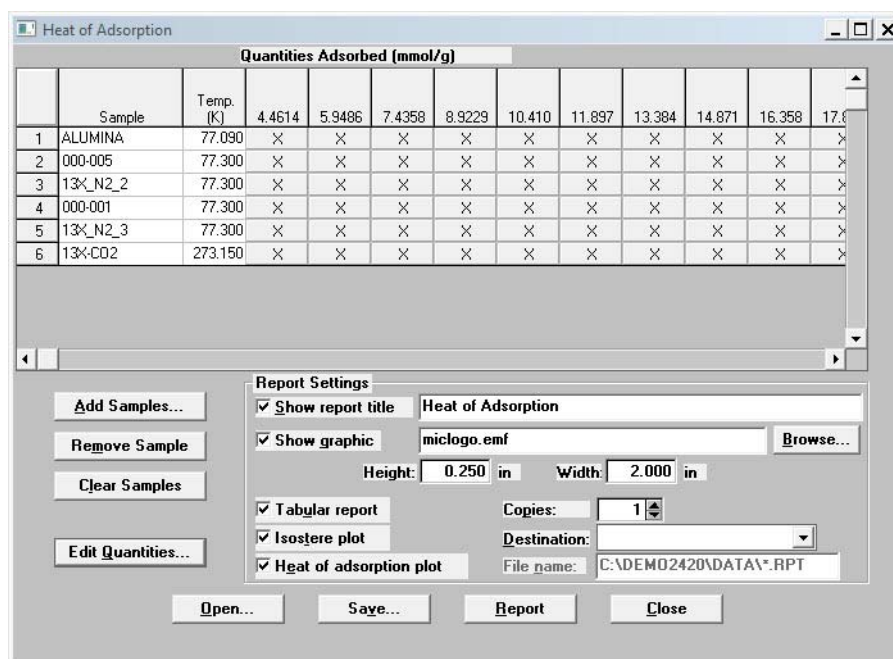 Heat of Adsorption
Quantities Adsorbed (mmol/g)
Sample Temp. (K) 4.4614 5.9486 7.4358 8.9229 10.410 11.897 13.384 14.871 16.358 17.8
1 ALUMINA 77.090 X X X X X X X X X X
2 000-005 77.300 X X X X X X X X X X
3 13X_N2_2 77.300 X X X X X X X X X X
4 000-001 77.300 X X X X X X X X X X
5 13X_N2_3 77.300 X X X X X X X X X X
6 13X-CO2 273.150 X X X X X X X X X X
Report Settings
Add Samples...
Show report title Heat of Adsorption
Remove Sample
Show graphic miclogo.emf Browse...
Height: 0.250 in Width: 2.000 in
Clear Samples
Tabular report Copies: 1
Isostere plot Destination:
Edit Quantities...
Heat of adsorption plot File name: C:\DEMO2420\DATA\*.RPT
Open... Save... Report Close